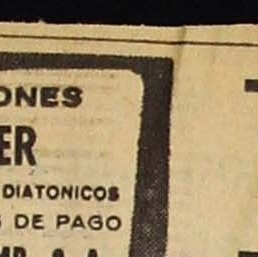 ONES
ER
DIATONICOS
DE PAGO